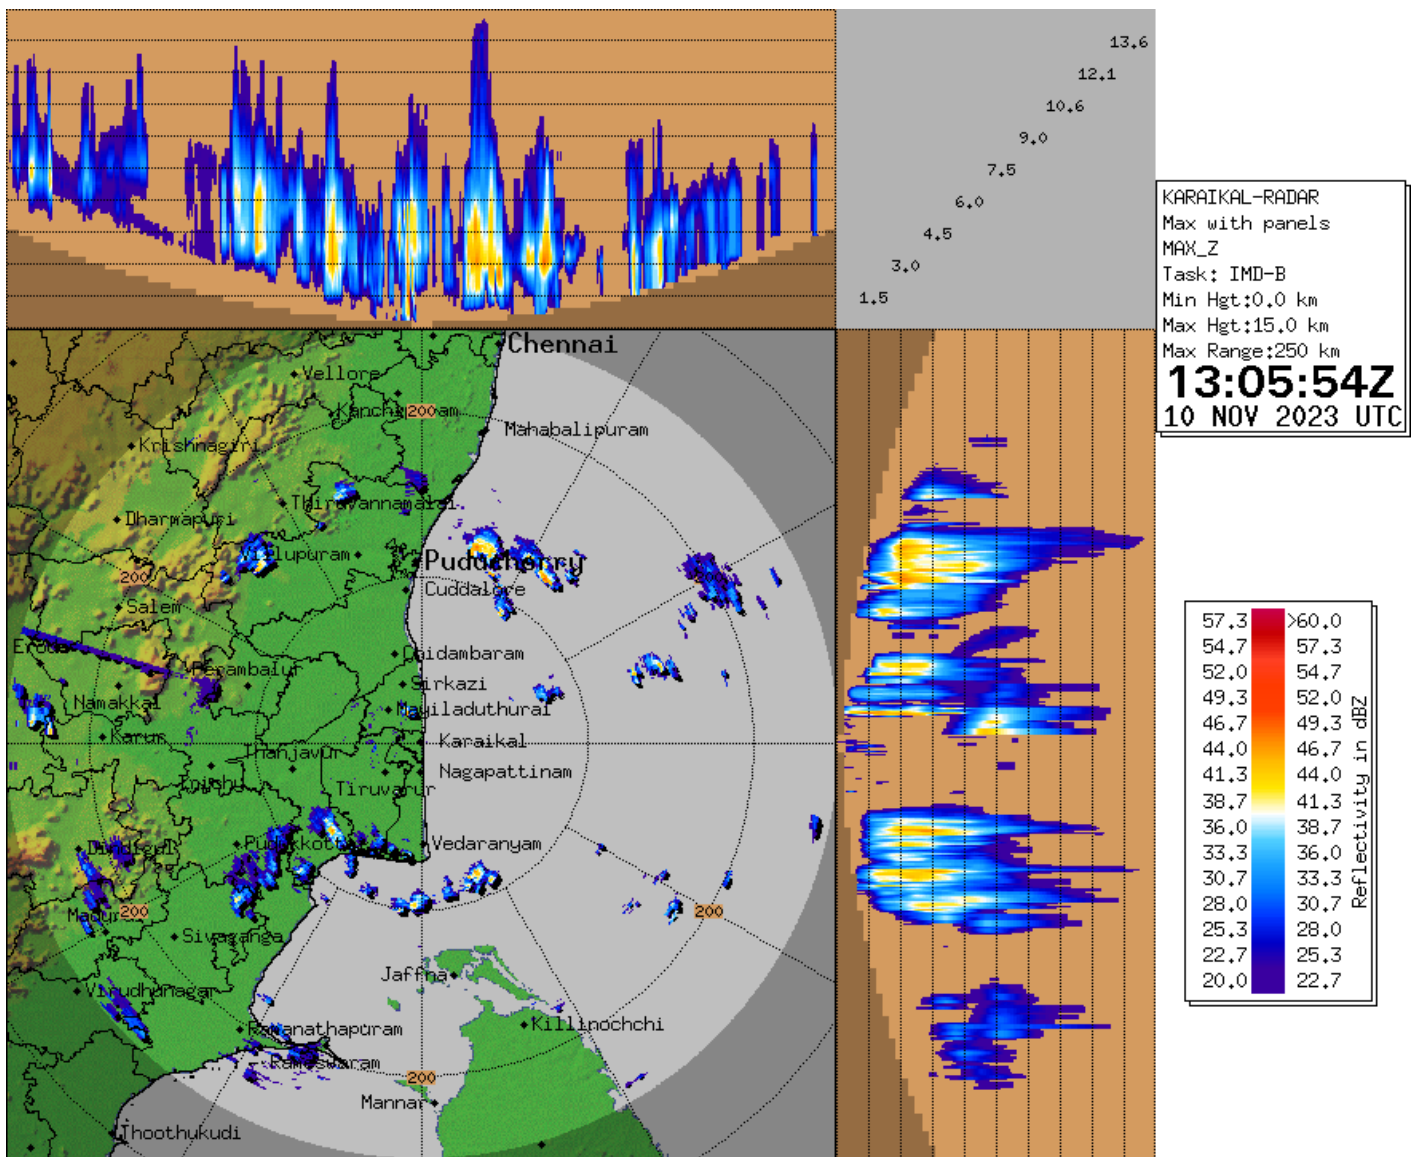 13.6
12.1
10.6
9.0
7.5
6.0
4.5
3.0
1.5
KARAIKAL-RADAR
Max with panels
MAX_Z
Task: IMD-B
Min Hgt:0.0 km
Max Hgt:15.0 km
Max Range:250 km
13:05:54Z
10 NOV 2023 UTC
Chennai
Vellore
200
Mahabalipuram
Krishnagiri
Thiruvannamalai
Dharmapuri
Villupuram
Puducherry
200
200
Cuddalore
Salem
Erode
Chidambaram
Perambalur
Sirkazi
Namakkal
Mayiladuthurai
Karur
Karaikal
Thanjavur
Nagapattinam
Tiruvarur
Dindigul
Pudukkott
Vedaranyam
200
200
Sivaganga
Jaffna
Virudhunagar
Killinochchi
Ramanathapuram
Rameswaram
200
Mannar
Thoothukudi
57.3 >60.0
54.7 57.3
52.0 54.7
49.3 52.0
46.7 49.3
44.0 46.7
41.3 44.0
38.7 41.3
36.0 38.7
33.3 36.0
30.7 33.3
28.0 30.7
25.3 28.0
22.7 25.3
20.0 22.7
Reflectivity in dBZ